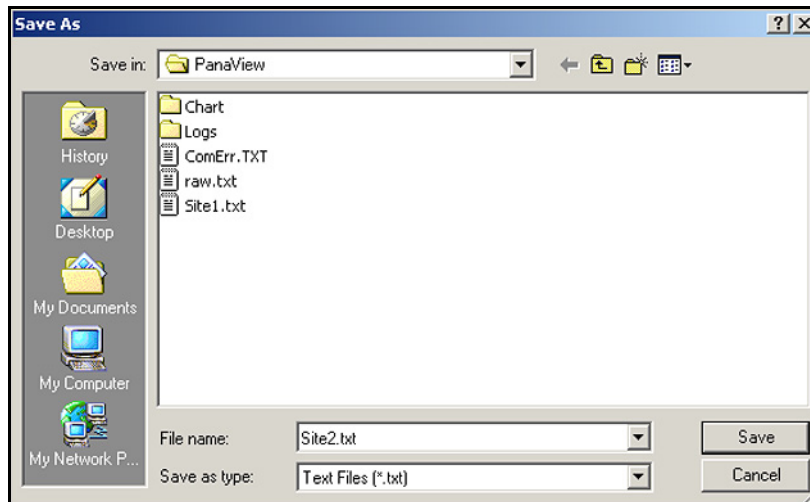 Save As
Save in: PanaView
Chart
Logs
ComErr.TXT
raw.txt
Site1.txt
History
Desktop
My Documents
My Computer
My Network P...
File name: Site2.txt Save
Save as type: Text Files (*.txt) Cancel